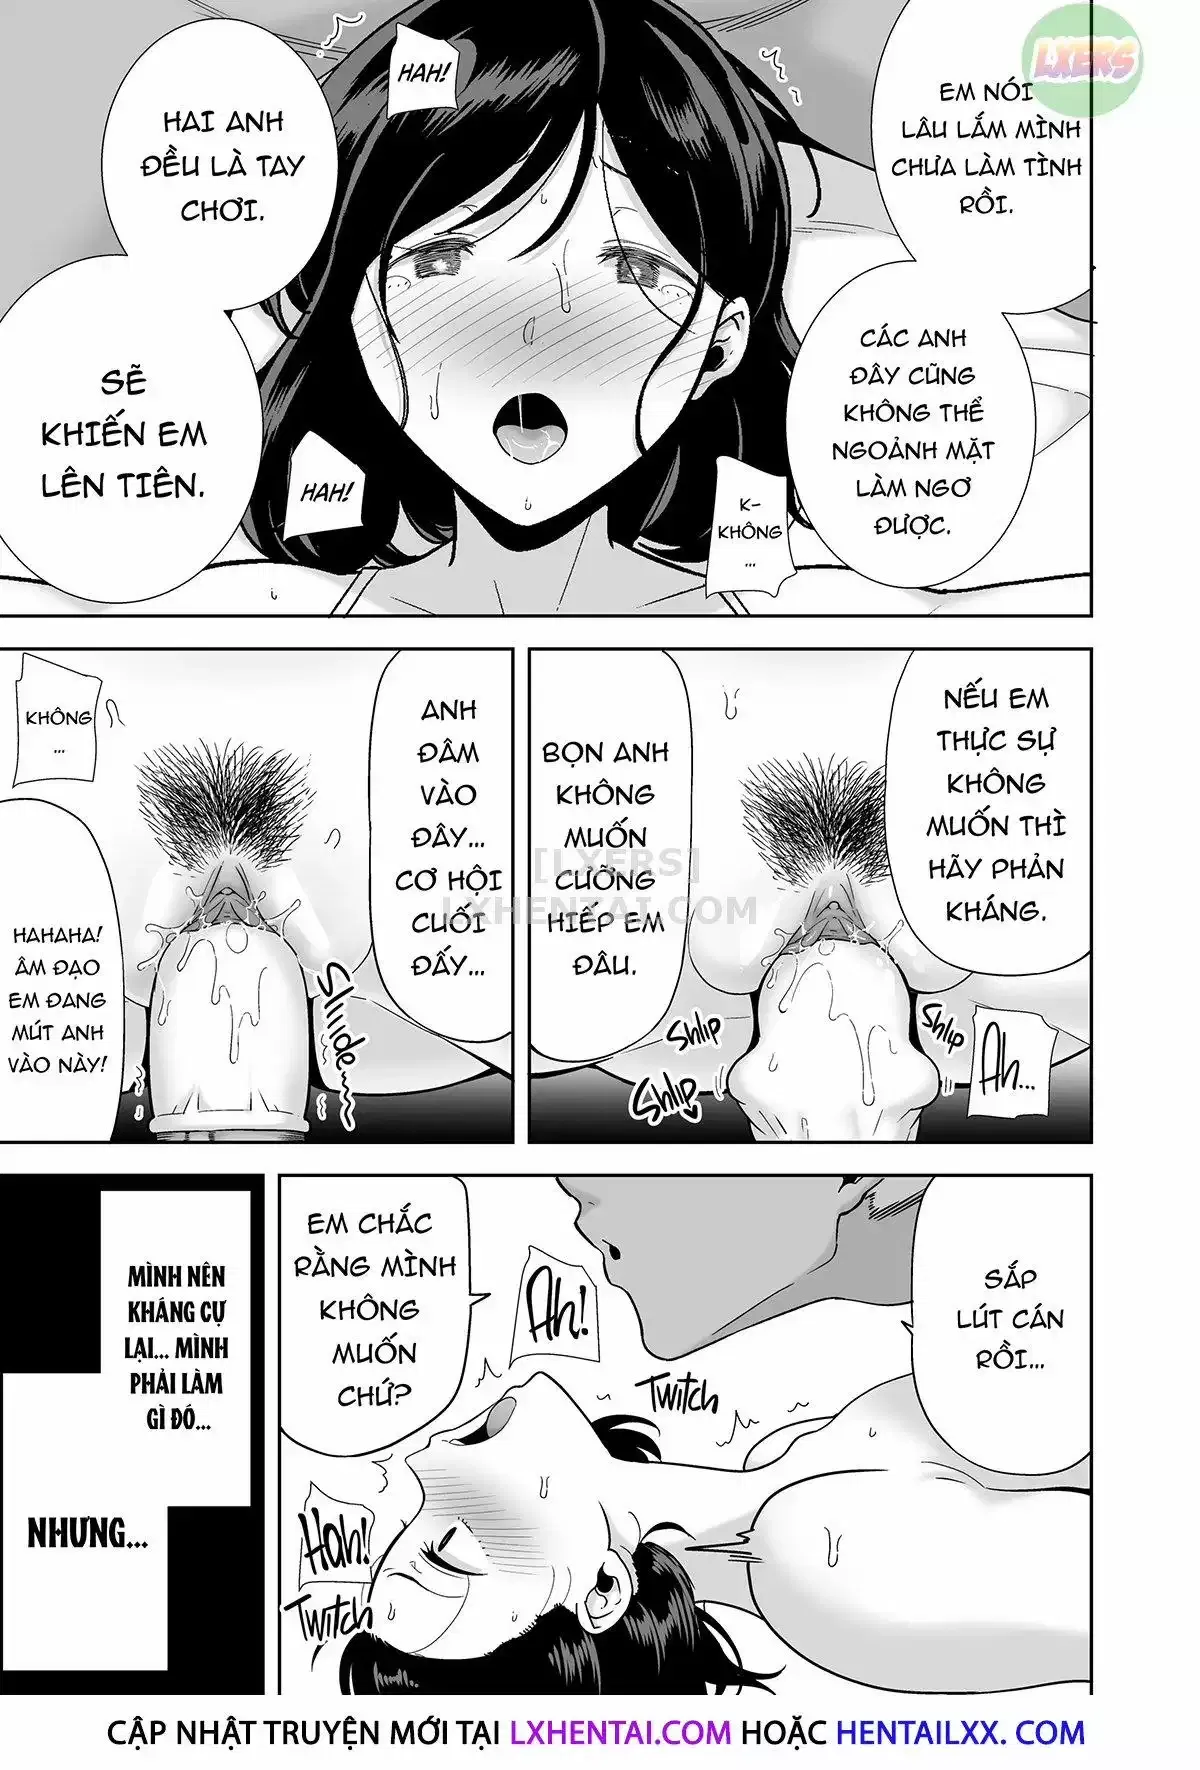 LXERS
EM NÓI
LÂU LẮM MÌNH
CHƯA LÀM TÌNH
RỒI.
CÁC ANH
ĐÂY CŨNG
KHÔNG THỂ
NGOẢNH MẶT
LÀM NGƠ
ĐƯỢC.
K-
KHÔNG
...
HAH!
HAI ANH
ĐỀU LÀ TAY
CHƠI.
SẼ
KHIẾN EM
LÊN TIÊN.
HAH!
NẾU EM
THỰC SỰ
KHÔNG
MUỐN THÌ
HÃY PHẢN
KHÁNG.
BỌN ANH
KHÔNG
MUỐN
CƯỠNG
HIẾP EM
ĐÂU.
Shlip
Ah...
Shlip
Shlip
[LXERS]
LXHENTAI.COM
ANH
ĐÂM
VÀO
ĐÂY...
CƠ HỘI
CUỐI
ĐẤY...
KHÔNG
...
Sluide
HAHAHA!
ÂM ĐẠO
EM ĐANG
MÚT ANH
VÀO NÀY!
SẮP
LÚT CÁN
RỒI...
EM CHẮC
RẰNG MÌNH
KHÔNG
MUỐN
CHỨ?
Ah!
Twitch
Hah!
Twitch
MÌNH NÊN
KHÁNG CỰ
LẠI... MÌNH
PHẢI LÀM
GÌ ĐÓ...
NHƯNG...
CẬP NHẬT TRUYỆN MỚI TẠI LXHENTAI.COM HOẶC HENTAILXX. COM